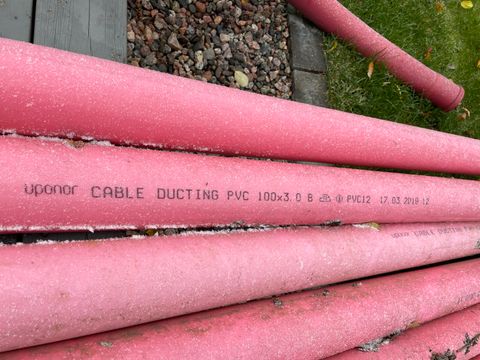 uponor CABLE DUCTING PVC 100x3.0 B PVC12 17.03.2019 12
uponor CABLE DUCTING